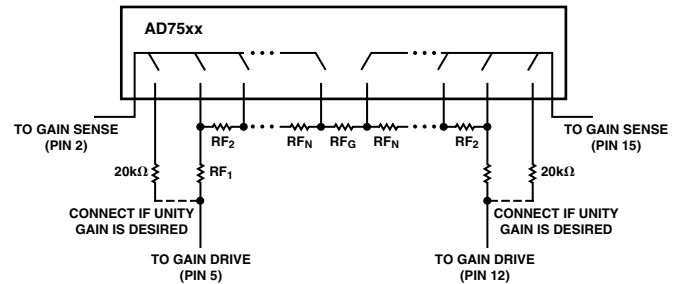 AD75xx
TO GAIN SENSE
(PIN 2)
RF2
RFN
RFG
RFN
RF2
TO GAIN SENSE
(PIN 15)
20kΩ
RF1
20kΩ
CONNECT IF UNITY
GAIN IS DESIRED
CONNECT IF UNITY
GAIN IS DESIRED
TO GAIN DRIVE
(PIN 5)
TO GAIN DRIVE
(PIN 12)